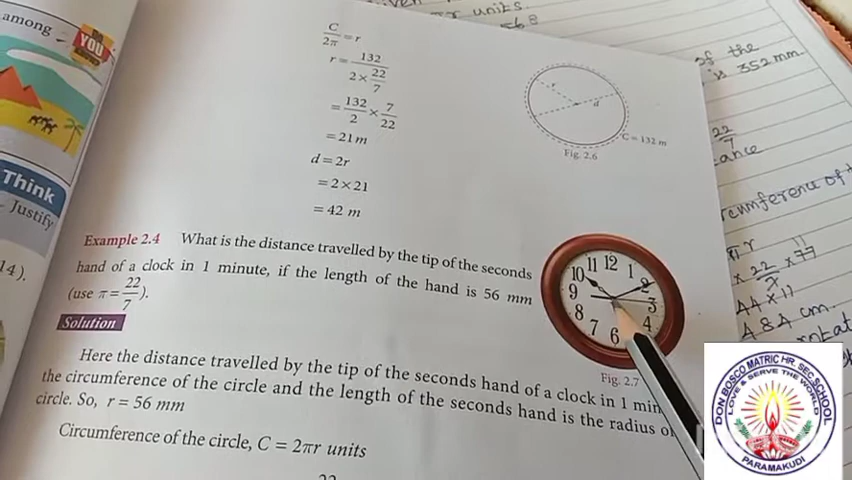 among
YOU
Think
Justify
14).
C/2π = r
r = 132/(2 × 22/7)
= 132/2 × 7/22
= 21 m
d = 2r
= 2 × 21
= 42 m
r
d
C = 132 m
Fig. 2.6
Example 2.4 What is the distance travelled by the tip of the seconds
hand of a clock in 1 minute, if the length of the hand is 56 mm
(use π = 22/7).
Solution
11 12 1
10 2
9 3
8 4
7 6
Fig. 2.7
Here the distance travelled by the tip of the seconds hand of a clock in 1 min
the circumference of the circle and the length of the seconds hand is the radius of
circle. So, r = 56 mm
Circumference of the circle, C = 2πr units
22
units
of the
352 mm
22/7
rcumference of
× 22/7 × 77
11
44 × 11
484 cm
DON BOSCO MATRIC HR. SEC SCHOOL
LOVE & SERVE THE WORLD
PARAMAKUDI